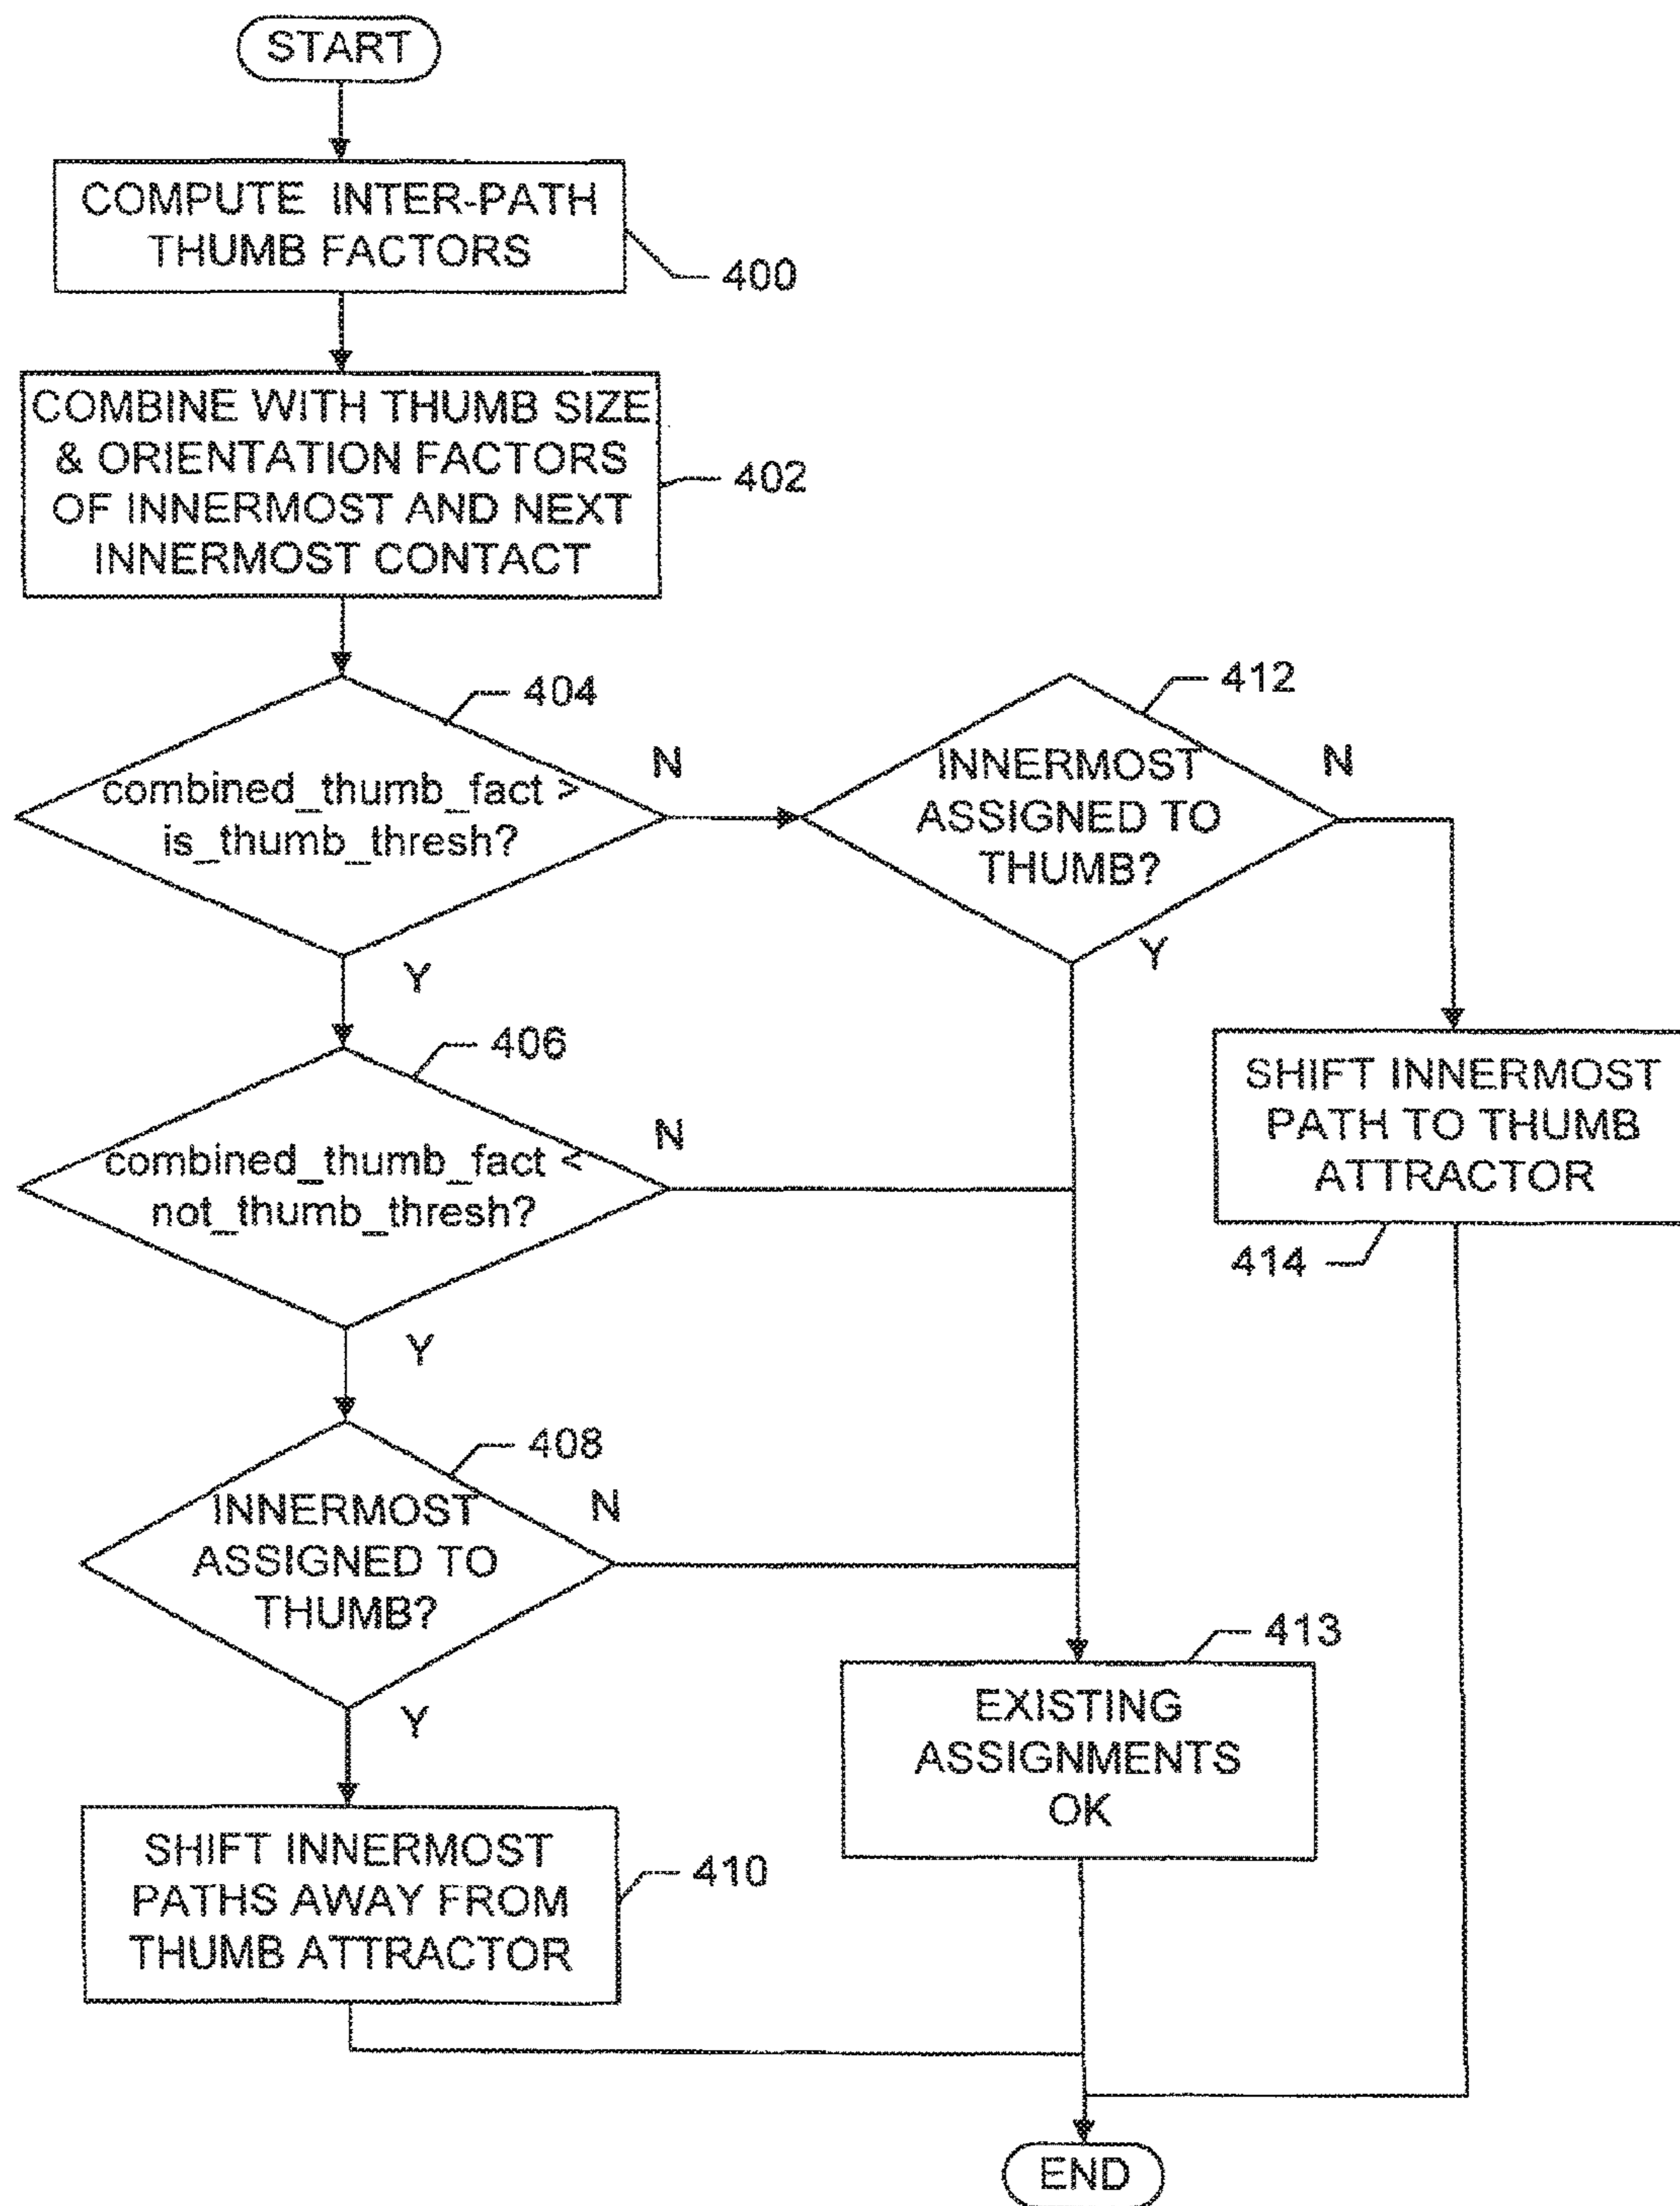 START
COMPUTE INTER-PATH
THUMB FACTORS
400
COMBINE WITH THUMB SIZE
& ORIENTATION FACTORS
OF INNERMOST AND NEXT
INNERMOST CONTACT
402
404
combined_thumb_fact >
is_thumb_thresh?
N
Y
412
INNERMOST
ASSIGNED TO
THUMB?
N
Y
406
combined_thumb_fact <
not_thumb_thresh?
N
Y
SHIFT INNERMOST
PATH TO THUMB
ATTRACTOR
414
408
INNERMOST
ASSIGNED TO
THUMB?
N
Y
413
EXISTING
ASSIGNMENTS
OK
SHIFT INNERMOST
PATHS AWAY FROM
THUMB ATTRACTOR
410
END